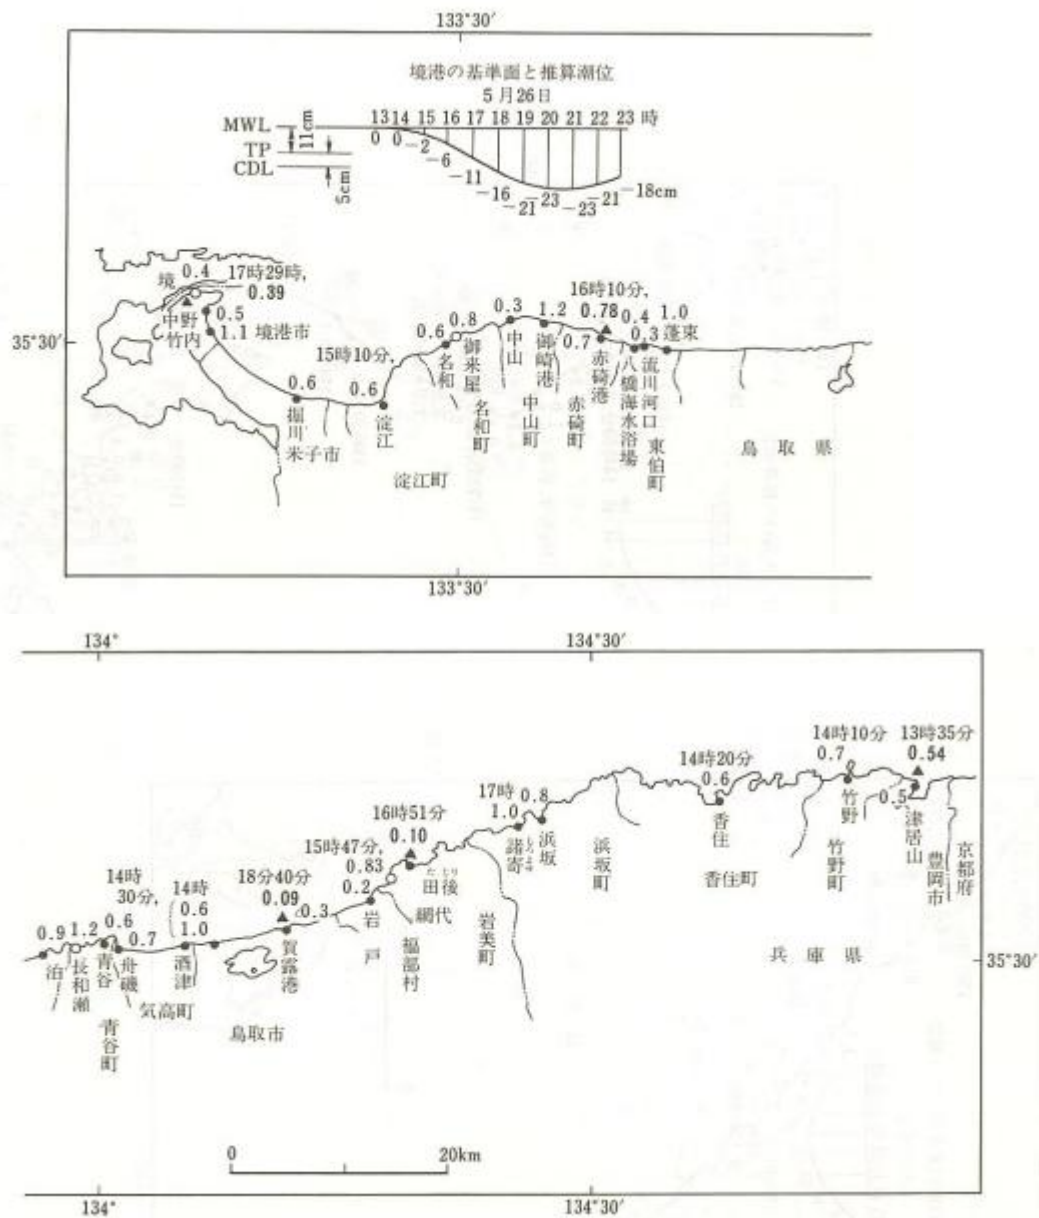 133°30′
境港の基準面と推算潮位
5月26日
13 14 15 16 17 18 19 20 21 22 23 時
MWL
11cm
TP
CDL
5cm
0 0 −2 −6 −11 −16 −21 −23 −23 −21 −18cm
境 0.4 17時29時,
0.39
中野
竹内
0.5
1.1 境港市
35°30′
0.6
掘川
米子市
15時10分,
0.6
淀江
淀江町
0.6
名和
0.8
御来屋
名和町
0.3
中山
1.2
御崎港
中山町
16時10分,
0.78
0.7
赤碕港
赤碕町
0.4
八橋海水浴場
0.3
流川河口
1.0
蓬東
東伯町
鳥取県
133°30′
134°
134°30′
0.9
泊
1.2
長和瀬
14時
30分,
0.6
青谷
青谷町
0.7
舟磯
14時
0.6
1.0
酒津
気高町
18分40分
0.09
賀露港
鳥取市
0.3
15時47分,
0.83
0.2
岩戸
16時51分
0.10
田後
たじり
網代
福部村
岩美町
17時
1.0
諸寄
0.8
浜坂
浜坂町
14時20分
0.6
香住
香住町
14時10分
0.7
竹野
竹野町
13時35分
0.54
0.5
津居山
豊岡市
京都府
兵庫県
35°30′
0 20km
134°
134°30′